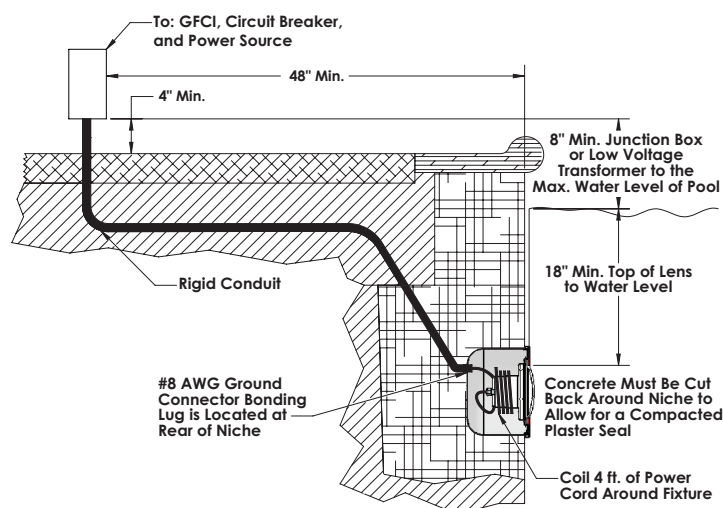 To: GFCI, Circuit Breaker,
and Power Source
48" Min.
4" Min.
8" Min. Junction Box
or Low Voltage
Transformer to the
Max. Water Level of Pool
Rigid Conduit
18" Min. Top of Lens
to Water Level
#8 AWG Ground
Connector Bonding
Lug is Located at
Rear of Niche
Concrete Must Be Cut
Back Around Niche to
Allow for a Compacted
Plaster Seal
Coil 4 ft. of Power
Cord Around Fixture